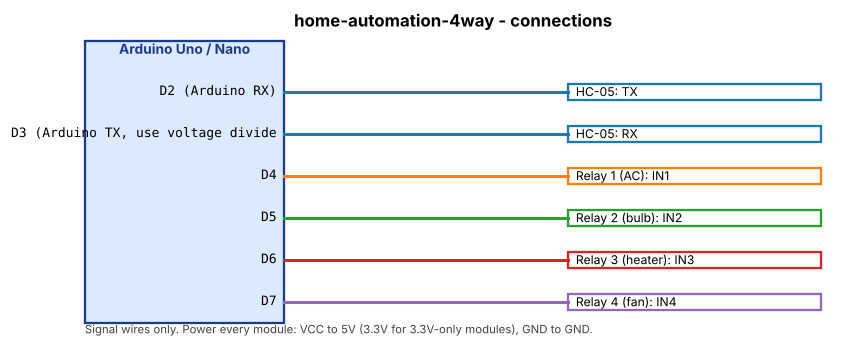 home-automation-4way - connections
Arduino Uno / Nano
D2 (Arduino RX)
HC-05: TX
D3 (Arduino TX, use voltage divide
HC-05: RX
D4
Relay 1 (AC): IN1
D5
Relay 2 (bulb): IN2
D6
Relay 3 (heater): IN3
D7
Relay 4 (fan): IN4
Signal wires only. Power every module: VCC to 5V (3.3V for 3.3V-only modules), GND to GND.